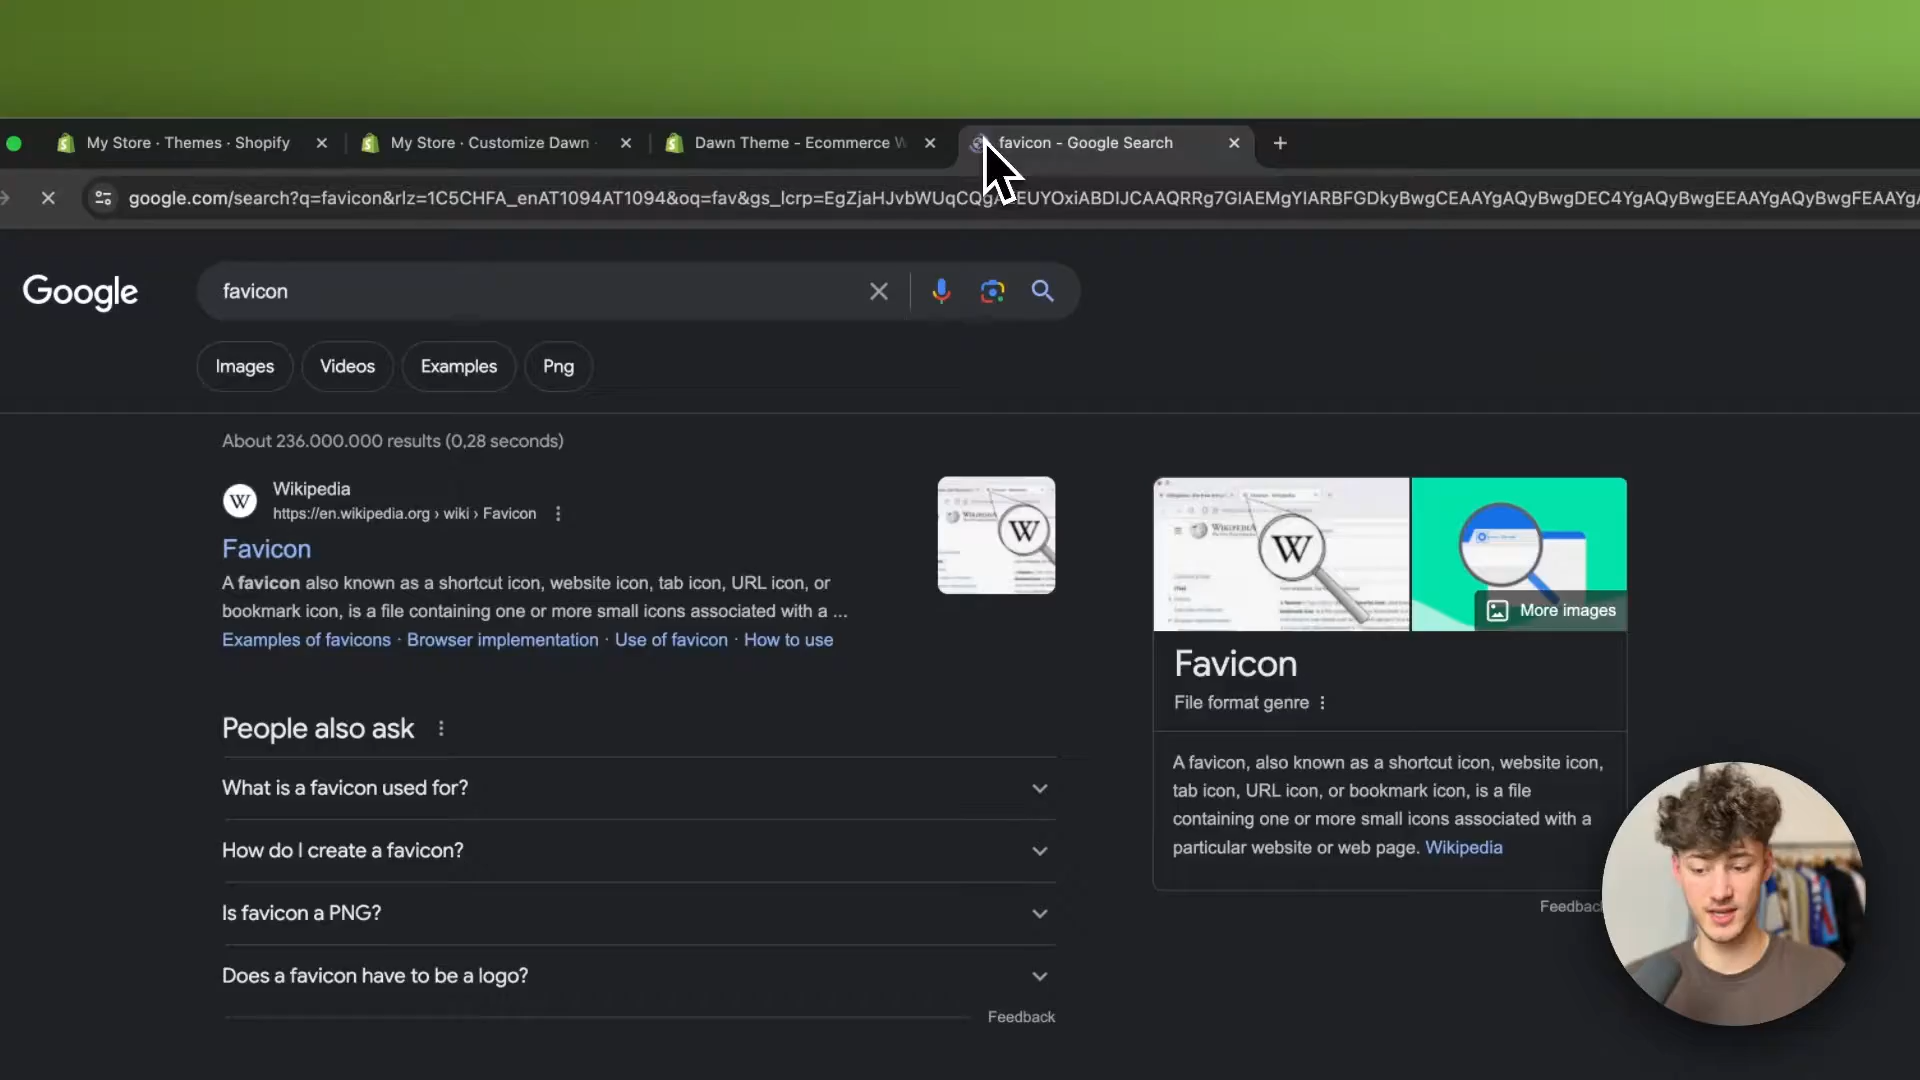 My Store · Themes · Shopify
My Store · Customize Dawn ·
Dawn Theme - Ecommerce W
favicon - Google Search
google.com/search?q=favicon&rlz=1C5CHFA_enAT1094AT1094&oq=fav&gs_lcrp=
Google
favicon
Images
Videos
Examples
Png
About 236.000.000 results (0,28 seconds)
W
Wikipedia
https://en.wikipedia.org › wiki › Favicon
Favicon
A favicon also known as a shortcut icon, website icon, tab icon, URL icon, or
bookmark icon, is a file containing one or more small icons associated with a ...
Examples of favicons · Browser implementation · Use of favicon · How to use
WIKIPEDIA
W
WIKIPEDIA
W
More images
Favicon
File format genre
A favicon, also known as a shortcut icon, website icon,
tab icon, URL icon, or bookmark icon, is a file
containing one or more small icons associated with a
particular website or web page. Wikipedia
Feedback
People also ask
What is a favicon used for?
How do I create a favicon?
Is favicon a PNG?
Does a favicon have to be a logo?
Feedback